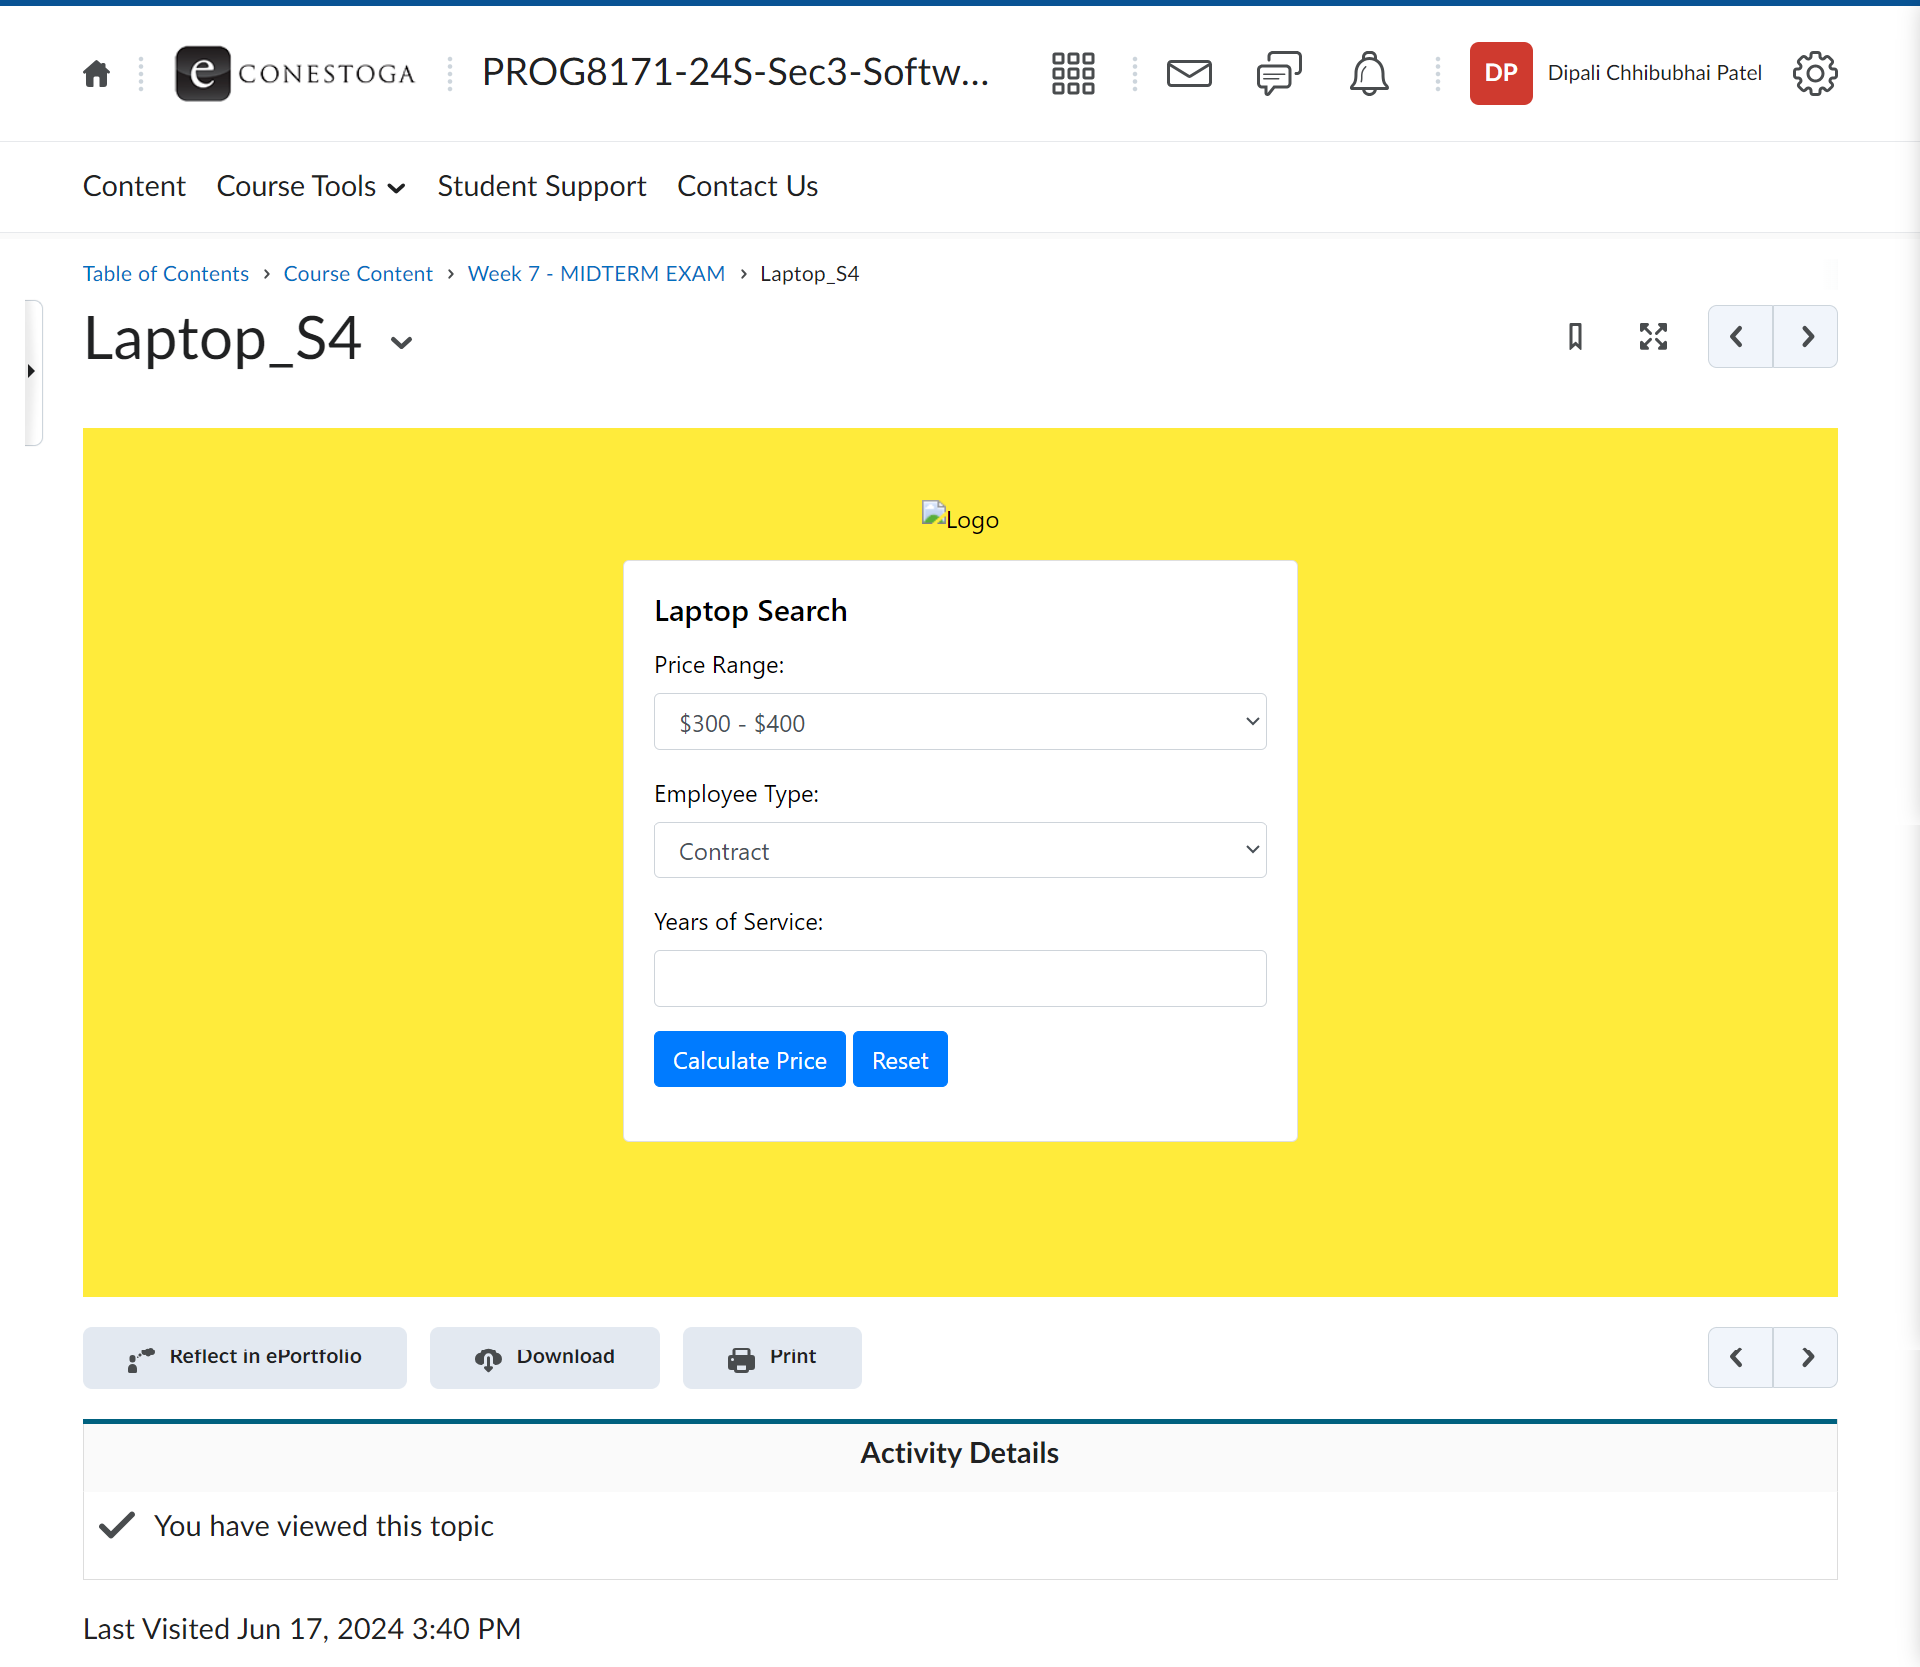 e CONESTOGA PROG8171-24S-Sec3-Softw... DP Dipali Chhibubhai Patel
Content Course Tools Student Support Contact Us
Table of Contents > Course Content > Week 7 - MIDTERM EXAM > Laptop_S4
Laptop_S4
Logo
Laptop Search
Price Range:
$300 - $400
Employee Type:
Contract
Years of Service:
Calculate Price Reset
Reflect in ePortfolio Download Print
Activity Details
You have viewed this topic
Last Visited Jun 17, 2024 3:40 PM